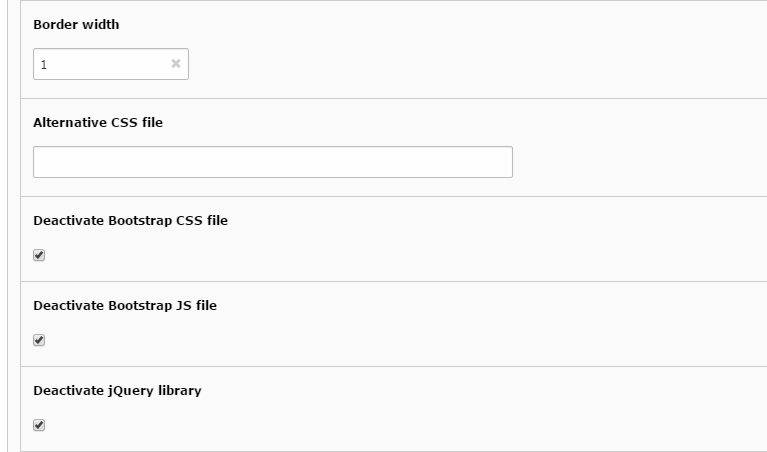 Border width
1
Alternative CSS file
Deactivate Bootstrap CSS file
Deactivate Bootstrap JS file
Deactivate jQuery library